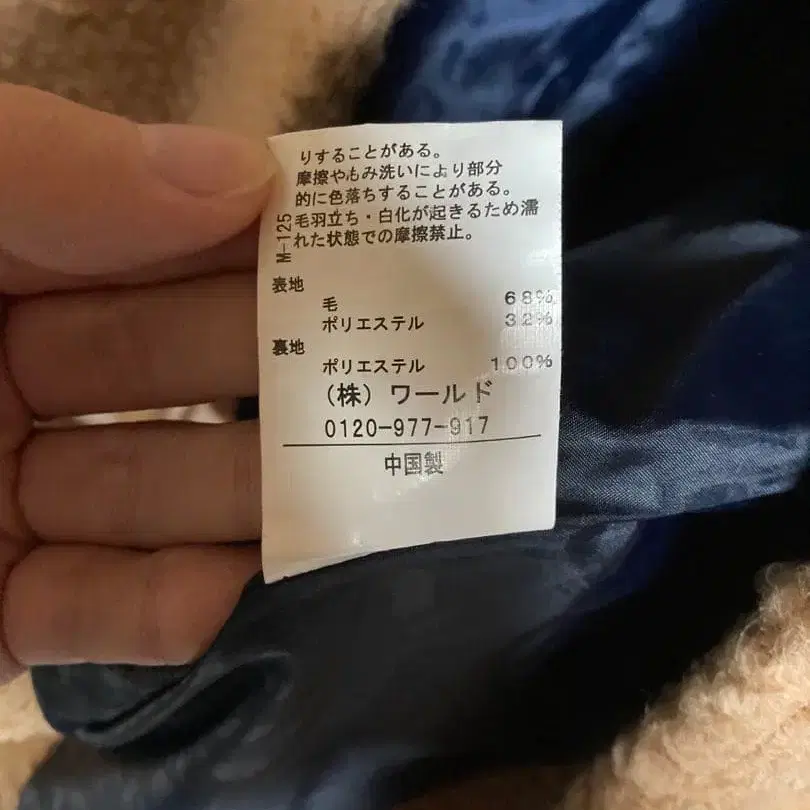 りすることがある。
摩擦やもみ洗いにより部分
的に色落ちすることがある。
毛羽立ち・白化が起きるため濡
れた状態での摩擦禁止。
M-125
表地
毛 68%
ポリエステル 32%
裏地
ポリエステル 100%
(株)ワールド
0120-977-917
中国製